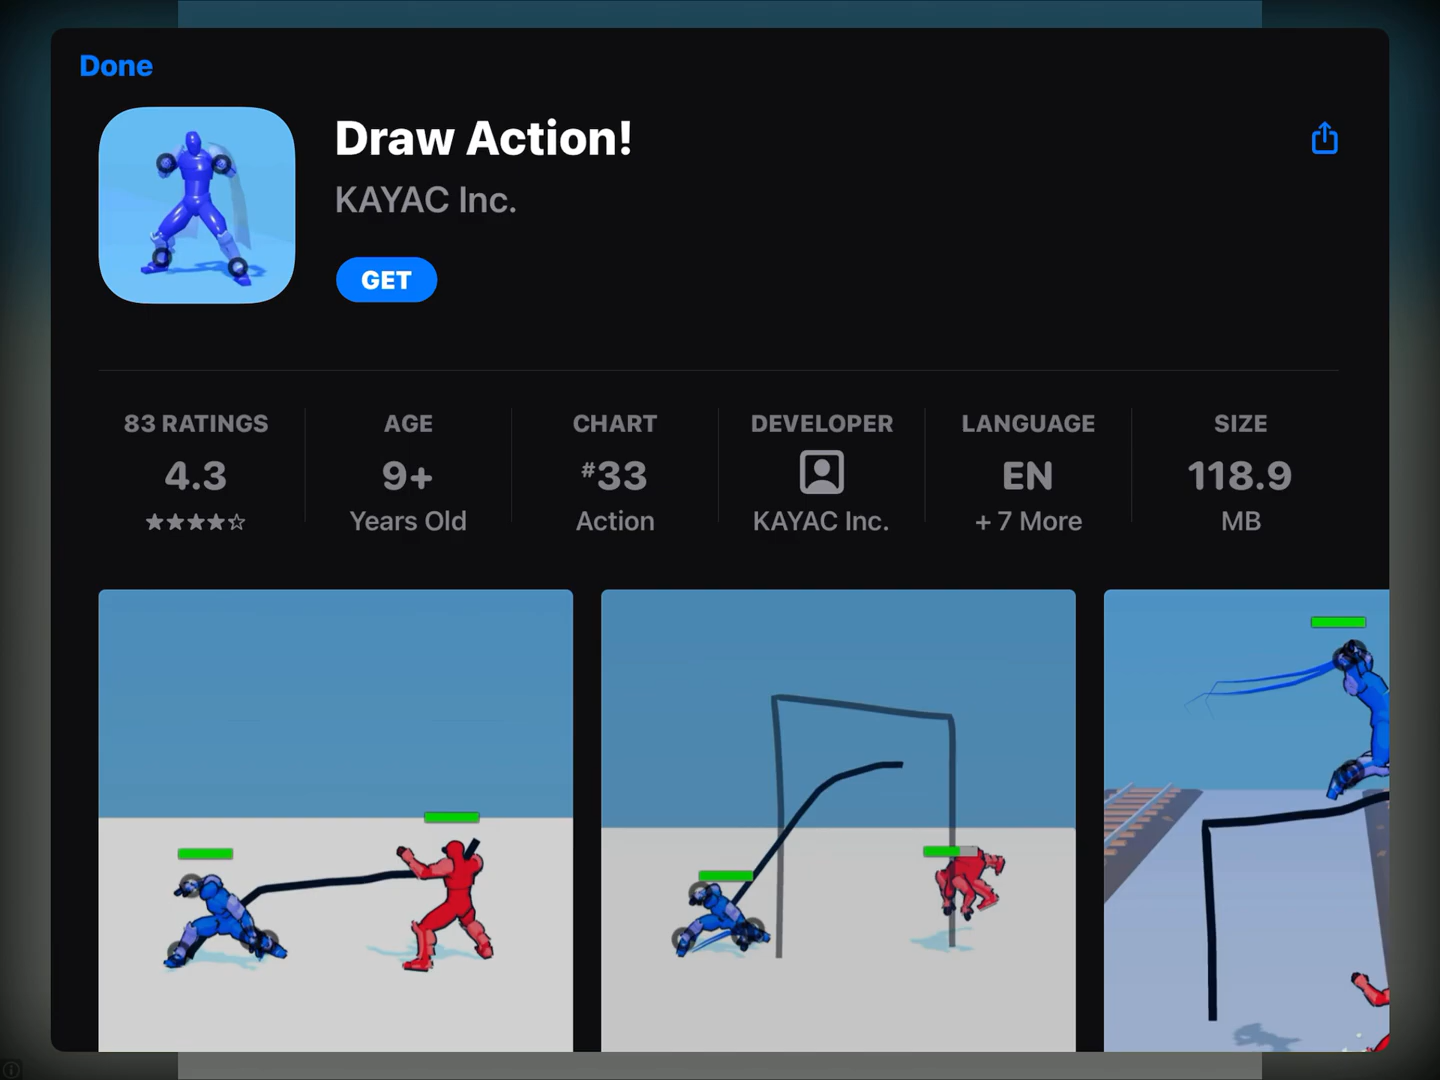 Done
Draw Action!
KAYAC Inc.
GET
83 RATINGS
4.3
AGE
9+
Years Old
CHART
#33
Action
DEVELOPER
KAYAC Inc.
LANGUAGE
EN
+ 7 More
SIZE
118.9
MB